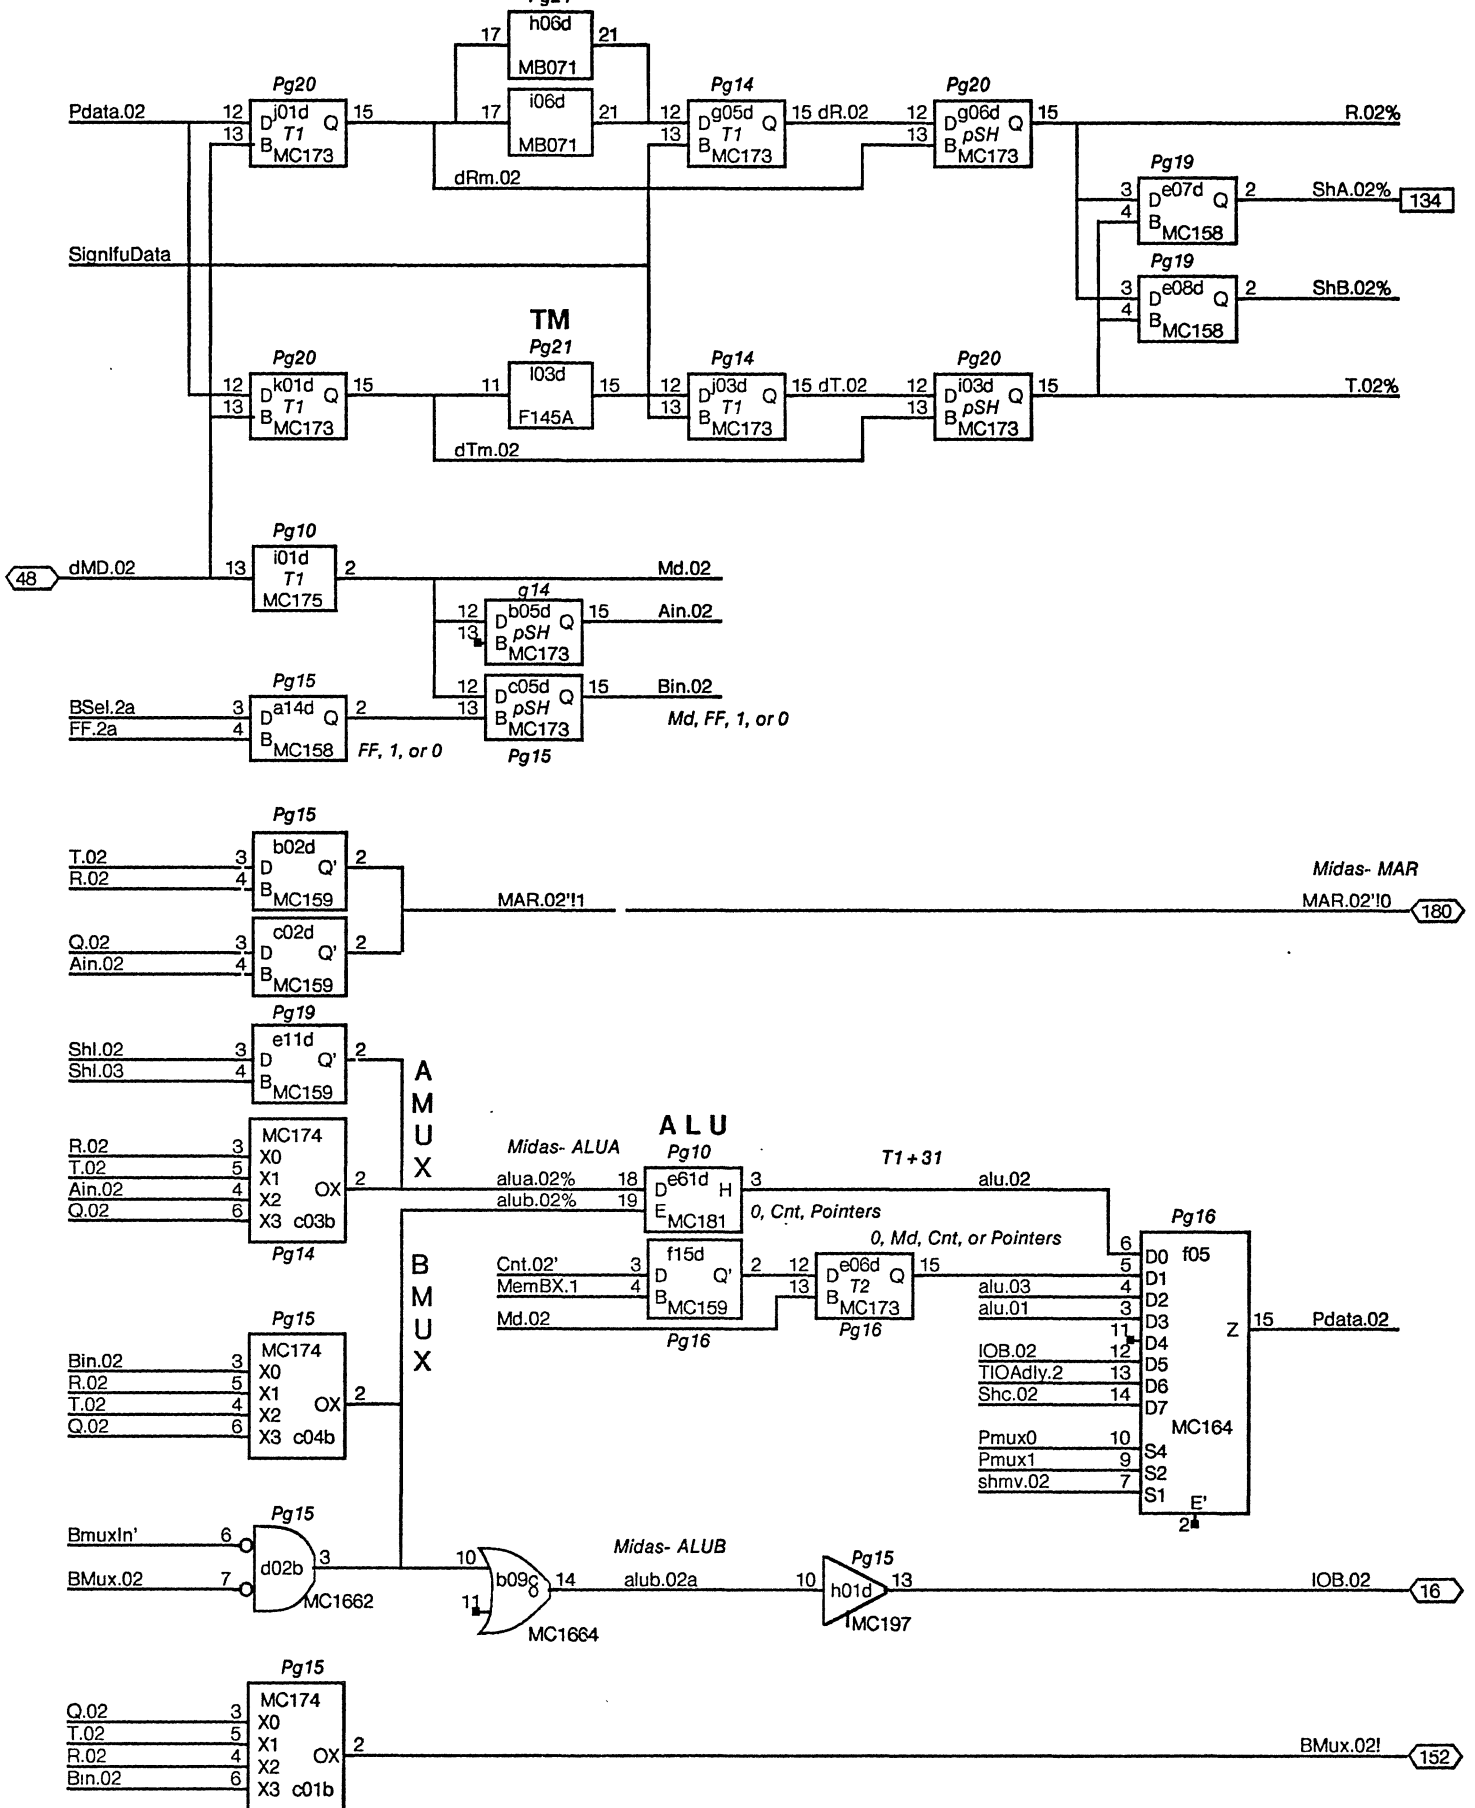 h06d
17 21
MB071
Pg20 Pg14 Pg20
i06d
Pdata.02 12 D j01d Q 15 17 21 12 D g05d Q 15 dR.02 12 D g06d Q 15 R.02%
13 B T1 MC173 MB071 13 B T1 MC173 13 B pSH MC173
Pg19
dRm.02 3 D e07d Q 2 ShA.02% 134
4 B MC158
SignIfuData Pg19
3 D e08d Q 2 ShB.02%
4 B MC158
TM
Pg20 Pg21 Pg14 Pg20
12 D k01d Q 15 11 l03d 15 12 D j03d Q 15 dT.02 12 D i03d Q 15 T.02%
13 B T1 MC173 F145A 13 B T1 MC173 13 B pSH MC173
dTm.02
Pg10
48 dMD.02 13 i01d 2 Md.02
T1
MC175
g14
12 D b05d Q 15 Ain.02
13 B pSH MC173
Pg15
BSel.2a 3 D a14d Q 2 12 D c05d Q 15 Bin.02
FF.2a 4 B MC158 13 B pSH MC173 Md, FF, 1, or 0
FF, 1, or 0 Pg15
Pg15
b02d
T.02 3 D Q' 2 Midas- MAR
R.02 4 B MC159
MAR.02'!1 MAR.02'!0 180
c02d
Q.02 3 D Q' 2
Ain.02 4 B MC159
Pg19
e11d
Shl.02 3 D Q' 2
Shl.03 4 B MC159
AMUX
MC174
R.02 3 X0
T.02 5 X1
Ain.02 4 X2 OX 2
Q.02 6 X3 c03b
Pg14
ALU
Midas- ALUA Pg10 T1+31
alua.02% 18 D e61d H 3 alu.02
alub.02% 19 E MC181 0, Cnt, Pointers
0, Md, Cnt, or Pointers
BMUX
Cnt.02' 3 D f15d Q' 2 12 D e06d Q 15
MemBX.1 4 B MC159 13 B T2 MC173
Md.02 Pg16 Pg16
Pg16
6 D0 f05
5 D1
alu.03 4 D2
alu.01 3 D3
11 D4 Z 15 Pdata.02
IOB.02 12 D5
TIOAdly.2 13 D6
Shc.02 14 D7
MC164
Pmux0 10 S4
Pmux1 9 S2
shmv.02 7 S1
E'
2
Pg15
MC174
Bin.02 3 X0
R.02 5 X1
T.02 4 X2 OX 2
Q.02 6 X3 c04b
Pg15
BmuxIn' 6
d02b 3
BMux.02 7
MC1662
Midas- ALUB
10 b09c 14 alub.02a
11
MC1664
Pg15
10 h01d 13 IOB.02 16
MC197
Pg15
MC174
Q.02 3 X0
T.02 5 X1
R.02 4 X2 OX 2 BMux.02! 152
Bin.02 6 X3 c01b